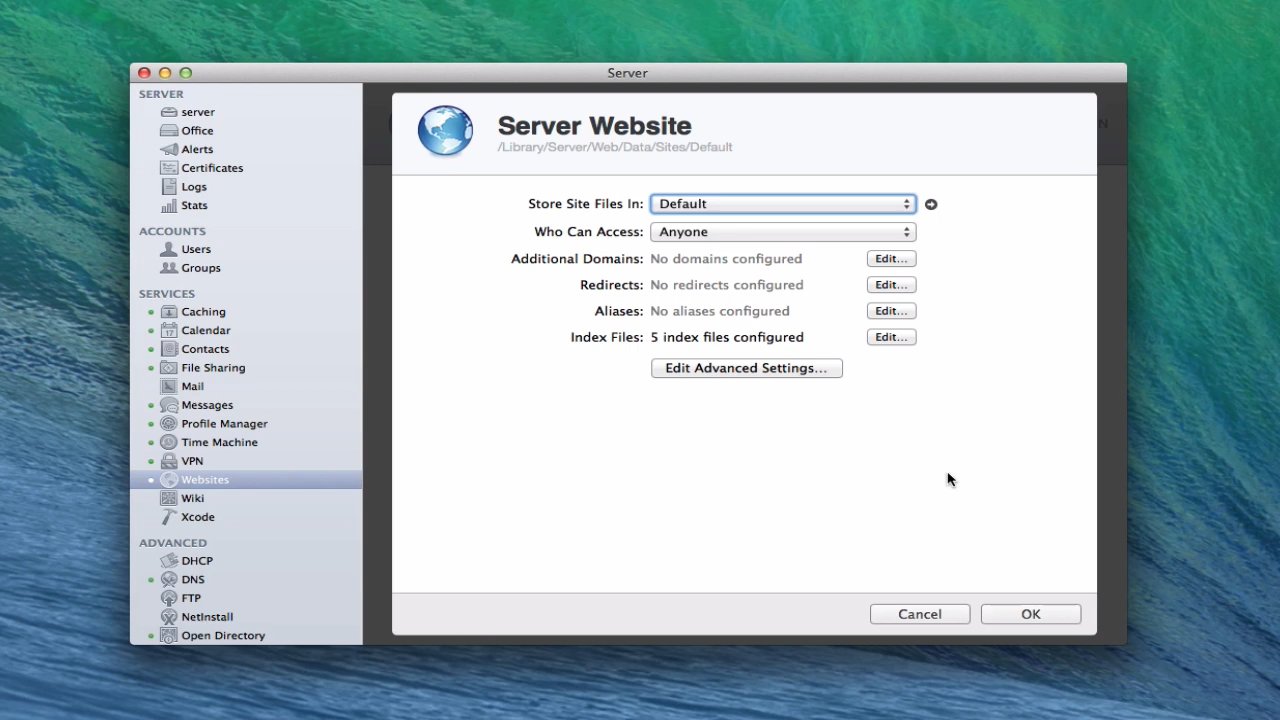 Server
SERVER
server
Office
Alerts
Certificates
Logs
Stats
ACCOUNTS
Users
Groups
SERVICES
Caching
17 Calendar
Contacts
File Sharing
Mail
Messages
Profile Manager
Time Machine
VPN
Websites
Wiki
Xcode
ADVANCED
DHCP
DNS
FTP
NetInstall
Open Directory
Server Website
/Library/Server/Web/Data/Sites/Default
N
Store Site Files In: Default
Who Can Access: Anyone
Additional Domains: No domains configured Edit...
Redirects: No redirects configured Edit...
Aliases: No aliases configured Edit...
Index Files: 5 index files configured Edit...
Edit Advanced Settings...
Cancel OK